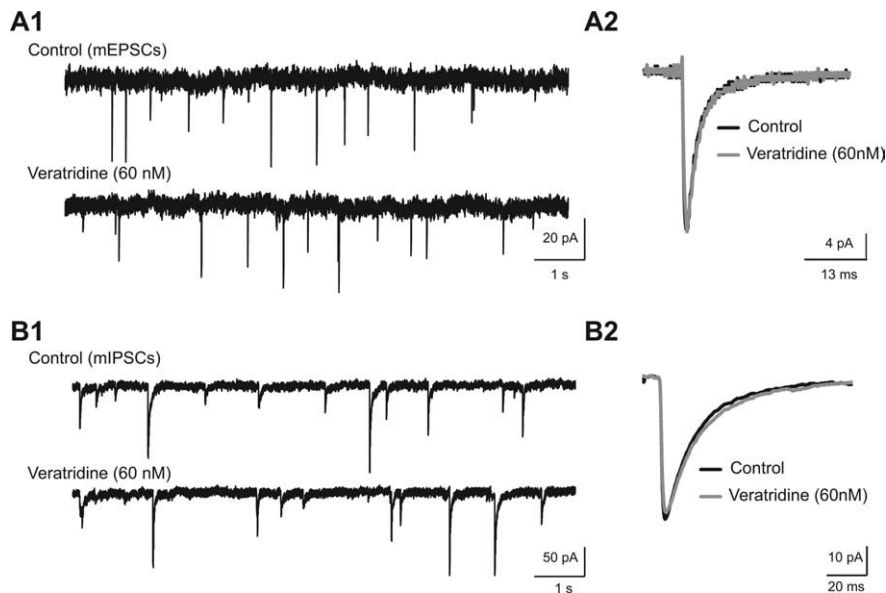 A1
Control (mEPSCs)
Veratridine (60 nM)
20 pA
1 s
A2
Control
Veratridine (60nM)
4 pA
13 ms
B1
Control (mIPSCs)
Veratridine (60 nM)
50 pA
1 s
B2
Control
Veratridine (60nM)
10 pA
20 ms